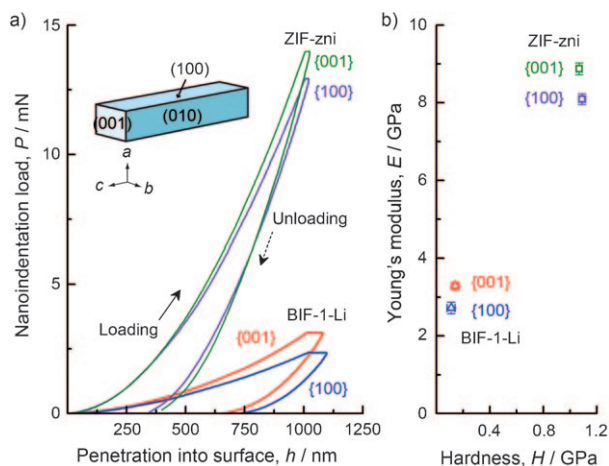 a)
15
10
5
0
Nanoindentation load, P / mN
ZIF-zni
{001}
{100}
(100)
(010)
(001)
a
c
b
Unloading
Loading
BIF-1-Li
{001}
{100}
250
500
750
1000
1250
Penetration into surface, h / nm
b)
10
8
6
4
2
0
Young's modulus, E / GPa
ZIF-zni
{001}
{100}
{001}
{100}
BIF-1-Li
0.4
0.8
1.2
Hardness, H / GPa